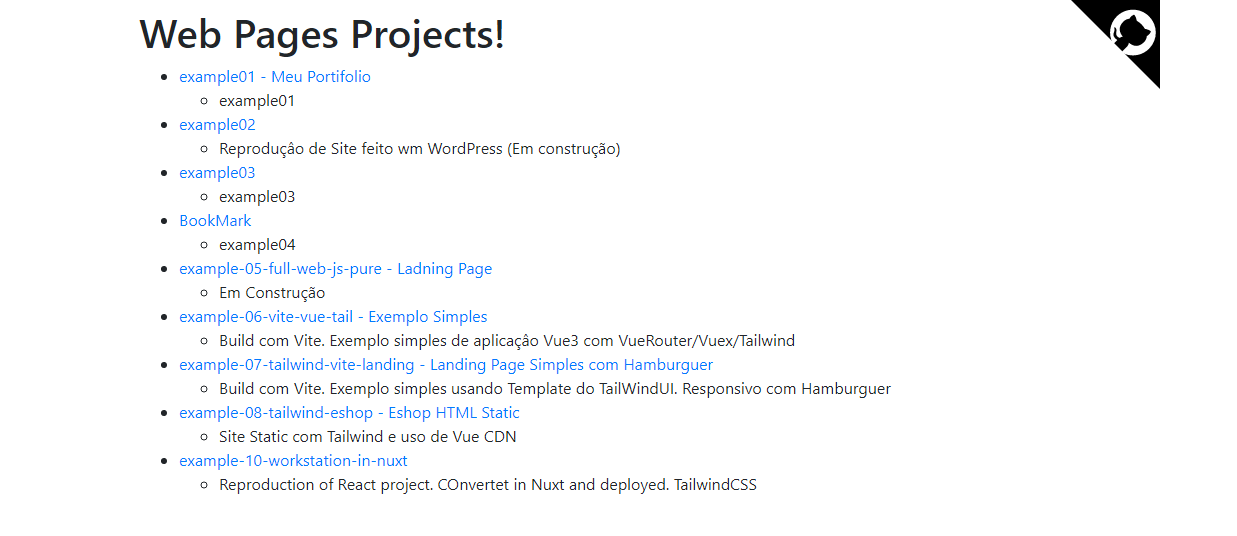 Web Pages Projects!
example01 - Meu Portifolio
example01
example02
Reproduçâo de Site feito wm WordPress (Em construção)
example03
example03
BookMark
example04
example-05-full-web-js-pure - Ladning Page
Em Construção
example-06-vite-vue-tail - Exemplo Simples
Build com Vite. Exemplo simples de aplicaçâo Vue3 com VueRouter/Vuex/Tailwind
example-07-tailwind-vite-landing - Landing Page Simples com Hamburguer
Build com Vite. Exemplo simples usando Template do TailWindUI. Responsivo com Hamburguer
example-08-tailwind-eshop - Eshop HTML Static
Site Static com Tailwind e uso de Vue CDN
example-10-workstation-in-nuxt
Reproduction of React project. COnvertet in Nuxt and deployed. TailwindCSS